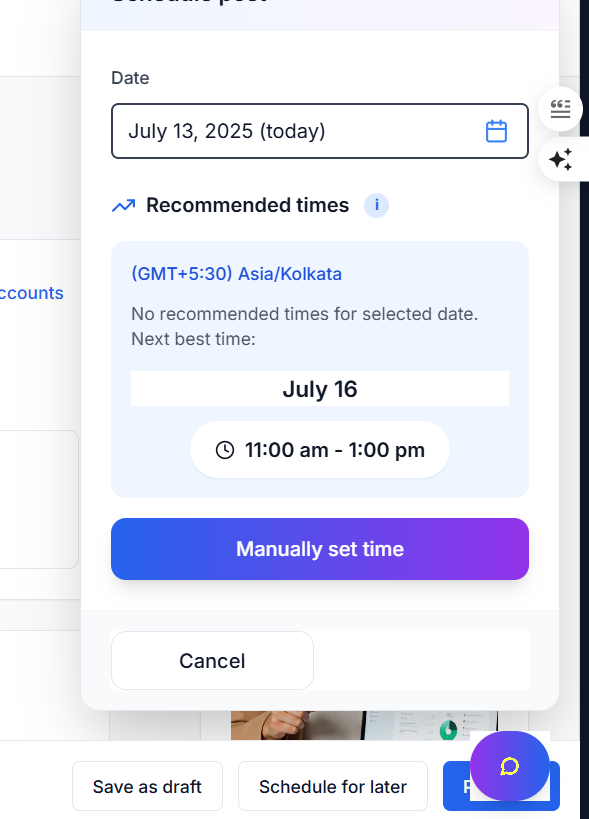 Schedule post
Date
July 13, 2025 (today)
Recommended times
i
(GMT+5:30) Asia/Kolkata
No recommended times for selected date.
Next best time:
July 16
11:00 am - 1:00 pm
Manually set time
Cancel
Save as draft
Schedule for later